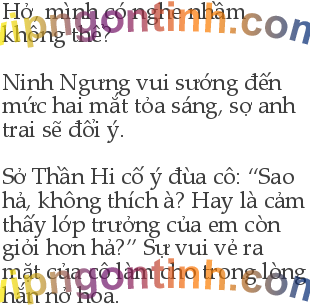 Hở, mình có nghe nhầm
không thế?
Ninh Ngưng vui sướng đến
mức hai mắt tỏa sáng, sợ anh
trai sẽ đổi ý.
Sở Thần Hi cố ý đùa cô: “Sao
hả, không thích à? Hay là cảm
thấy lớp trưởng của em còn
giỏi hơn hả?” Sự vui vẻ ra
mặt của cô làm cho trong lòng
hắn nở hoa.
vipngontinh.com
vipngontinh.com